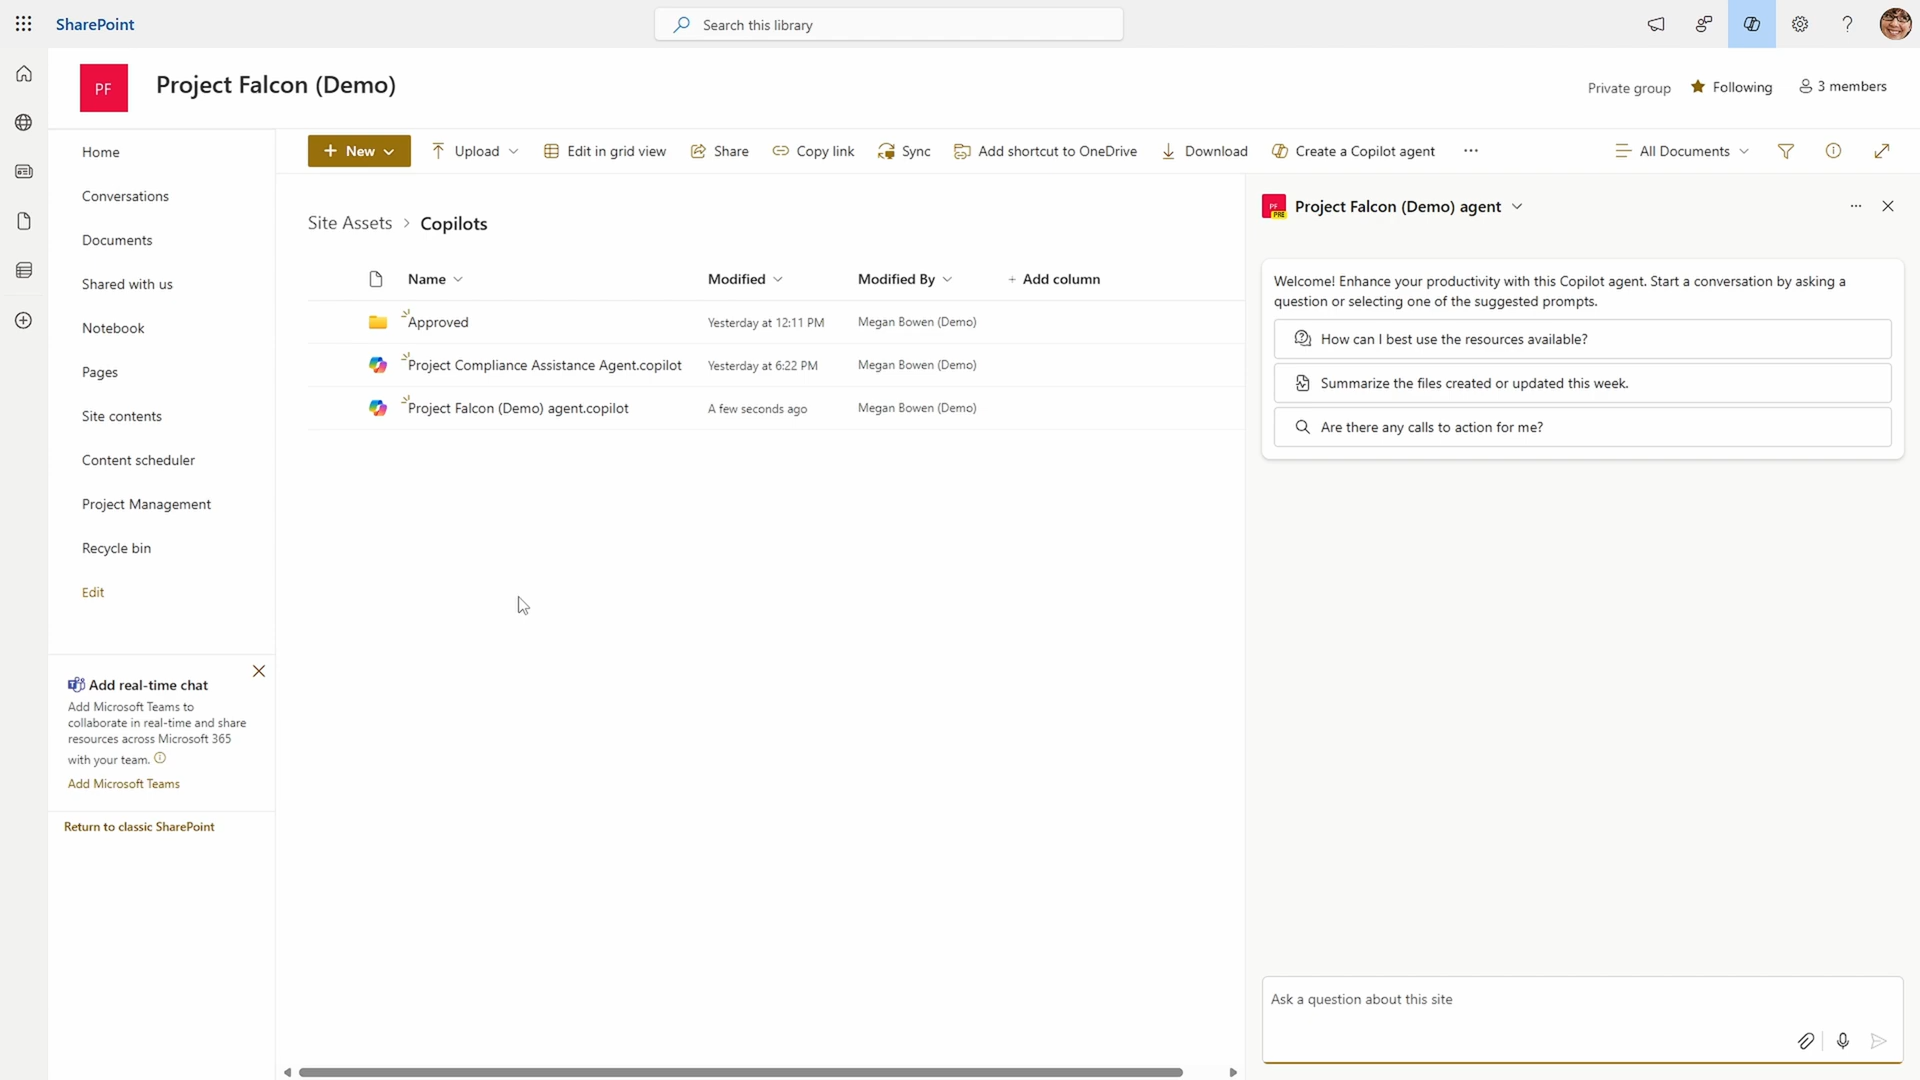 SharePoint
Search this library
PF
Project Falcon (Demo)
Private group
Following
3 members
Home
Conversations
Documents
Shared with us
Notebook
Pages
Site contents
Content scheduler
Project Management
Recycle bin
Edit
Add real-time chat
Add Microsoft Teams to
collaborate in real-time and share
resources across Microsoft 365
with your team.
Add Microsoft Teams
Return to classic SharePoint
+ New
Upload
Edit in grid view
Share
Copy link
Sync
Add shortcut to OneDrive
Download
Create a Copilot agent
...
All Documents
Site Assets > Copilots
Name
Modified
Modified By
+ Add column
Approved
Yesterday at 12:11 PM
Megan Bowen (Demo)
Project Compliance Assistance Agent.copilot
Yesterday at 6:22 PM
Megan Bowen (Demo)
Project Falcon (Demo) agent.copilot
A few seconds ago
Megan Bowen (Demo)
PF
PRE
Project Falcon (Demo) agent
...
Welcome! Enhance your productivity with this Copilot agent. Start a conversation by asking a
question or selecting one of the suggested prompts.
How can I best use the resources available?
Summarize the files created or updated this week.
Are there any calls to action for me?
Ask a question about this site